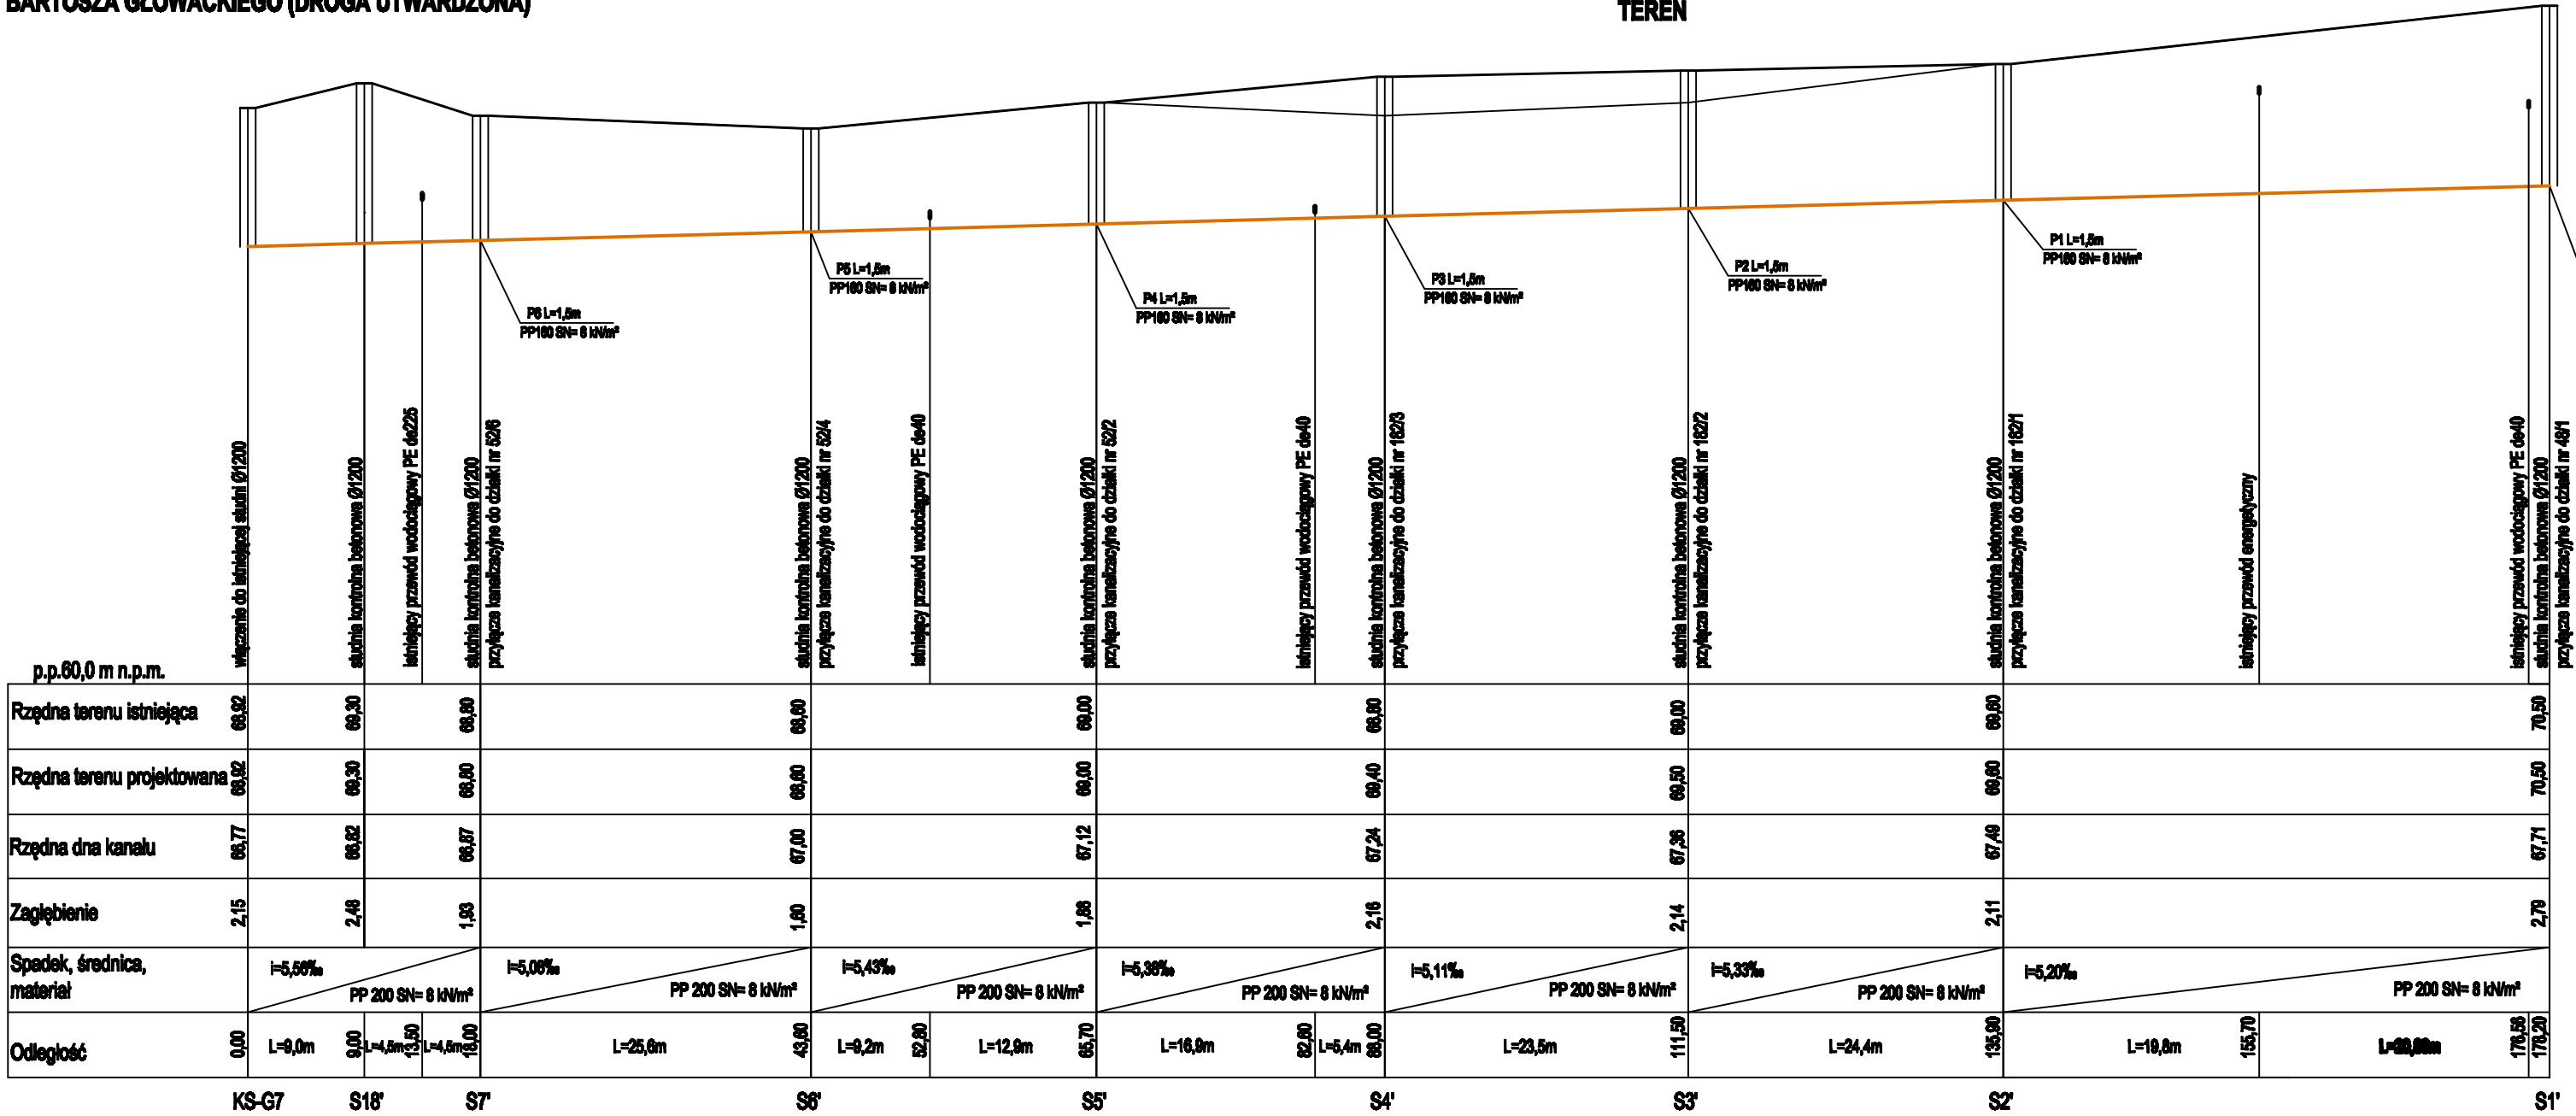 BARTOSZA GŁOWACKIEGO (DROGA UTWARDZONA)
TEREN
P6 L=1,5m
PP160 SN= 8 kN/m²
P5 L=1,5m
PP160 SN= 8 kN/m²
P4 L=1,5m
PP160 SN= 8 kN/m²
P3 L=1,5m
PP160 SN= 8 kN/m²
P2 L=1,5m
PP160 SN= 8 kN/m²
P1 L=1,5m
PP160 SN= 8 kN/m²
włączenie do istniejącej studni Ø1200
studnia kontrolna betonowa Ø1200
istniejący przewód wodociągowy PE de225
studnia kontrolna betonowa Ø1200
przyłącze kanalizacyjne do działki nr 52/6
studnia kontrolna betonowa Ø1200
przyłącze kanalizacyjne do działki nr 52/4
istniejący przewód wodociągowy PE de40
studnia kontrolna betonowa Ø1200
przyłącze kanalizacyjne do działki nr 52/2
istniejący przewód wodociągowy PE de40
studnia kontrolna betonowa Ø1200
przyłącze kanalizacyjne do działki nr 182/3
studnia kontrolna betonowa Ø1200
przyłącze kanalizacyjne do działki nr 182/2
studnia kontrolna betonowa Ø1200
przyłącze kanalizacyjne do działki nr 182/1
istniejący przewód energetyczny
istniejący przewód wodociągowy PE de40
studnia kontrolna betonowa Ø1200
przyłącze kanalizacyjne do działki nr 49/1
p.p.60,0 m n.p.m.
Rzędna terenu istniejąca 68,92 69,30 68,80 68,60 69,00 68,80 69,00 69,60 70,50
Rzędna terenu projektowana 68,92 69,30 68,80 68,60 69,00 69,40 69,50 69,60 70,50
Rzędna dna kanału 66,77 66,82 66,87 67,00 67,12 67,24 67,36 67,49 67,71
Zagłębienie 2,15 2,48 1,93 1,60 1,88 2,16 2,14 2,11 2,79
Spadek, średnica,
materiał
i=5,56‰ PP 200 SN= 8 kN/m²
i=5,08‰ PP 200 SN= 8 kN/m²
i=5,43‰ PP 200 SN= 8 kN/m²
i=5,38‰ PP 200 SN= 8 kN/m²
i=5,11‰ PP 200 SN= 8 kN/m²
i=5,33‰ PP 200 SN= 8 kN/m²
i=5,20‰ PP 200 SN= 8 kN/m²
Odległość 0,00 L=9,0m 9,00 L=4,5m 13,50 L=4,5m 18,00 L=25,6m 43,60 L=9,2m 52,80 L=12,9m 65,70 L=16,9m 82,60 L=5,4m 88,00 L=23,5m 111,50 L=24,4m 135,90 L=19,8m 155,70 176,56 178,20
KS-G7 S18' S7' S6' S5' S4' S3' S2' S1'